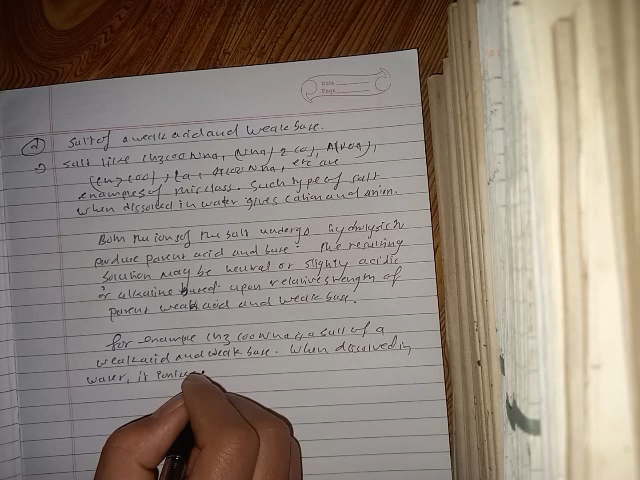 Date
Page
d) Salt of a weak acid and weak base.
→ Salt like CH3COONH4, (NH4)2CO3,
(CH3COO), HCOONH4, etc are
examples of this class. Such type of salt
when dissolved in water gives cation and anion.
Both the ions of the salt undergo hydrolysis to
produce parent acid and base. The resulting
solution may be neutral or slightly acidic
or alkaline based upon relative strength of
parent weak acid and weak base.
for example CH3COONH4 is a salt of a
weak acid and weak base. When dissolved in
water, it